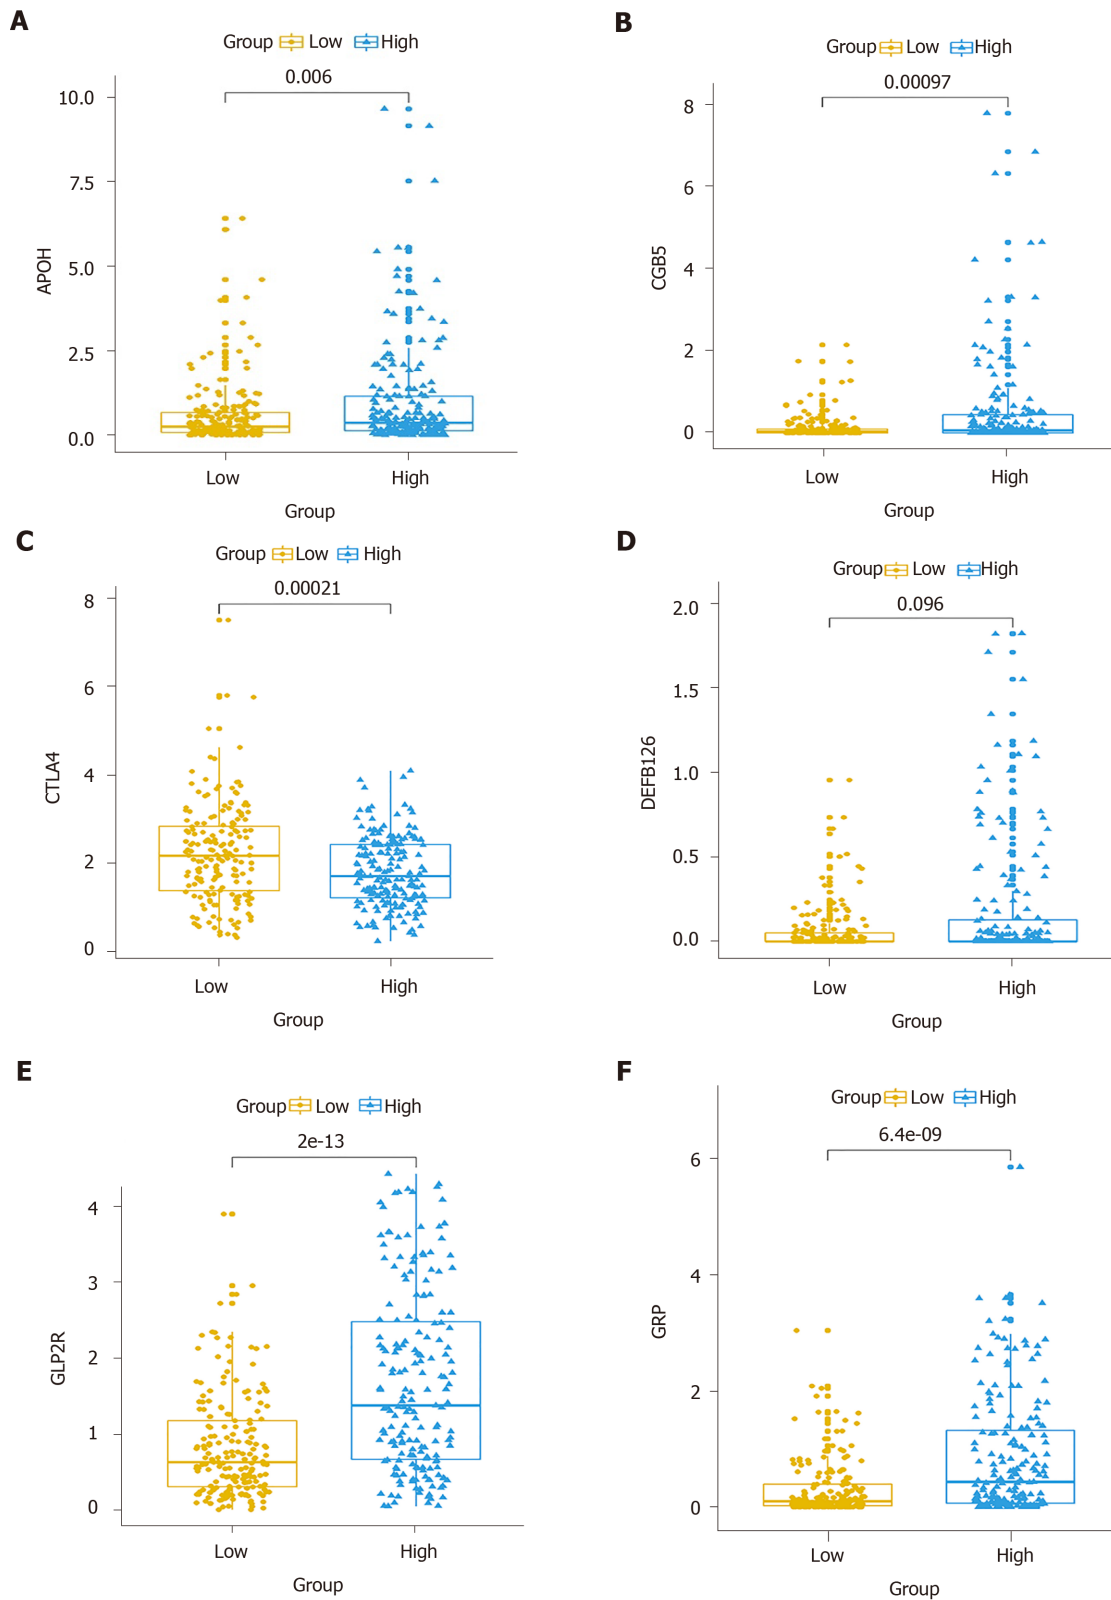 A
Group Low High
0.006
10.0
7.5
5.0
2.5
0.0
APOH
Low High
Group
B
Group Low High
0.00097
8
6
4
2
0
CGB5
Low High
Group
C
Group Low High
0.00021
8
6
4
2
0
CTLA4
Low High
Group
D
Group Low High
0.096
2.0
1.5
1.0
0.5
0.0
DEFB126
Low High
Group
E
Group Low High
2e-13
4
3
2
1
0
GLP2R
Low High
Group
F
Group Low High
6.4e-09
6
4
2
0
GRP
Low High
Group